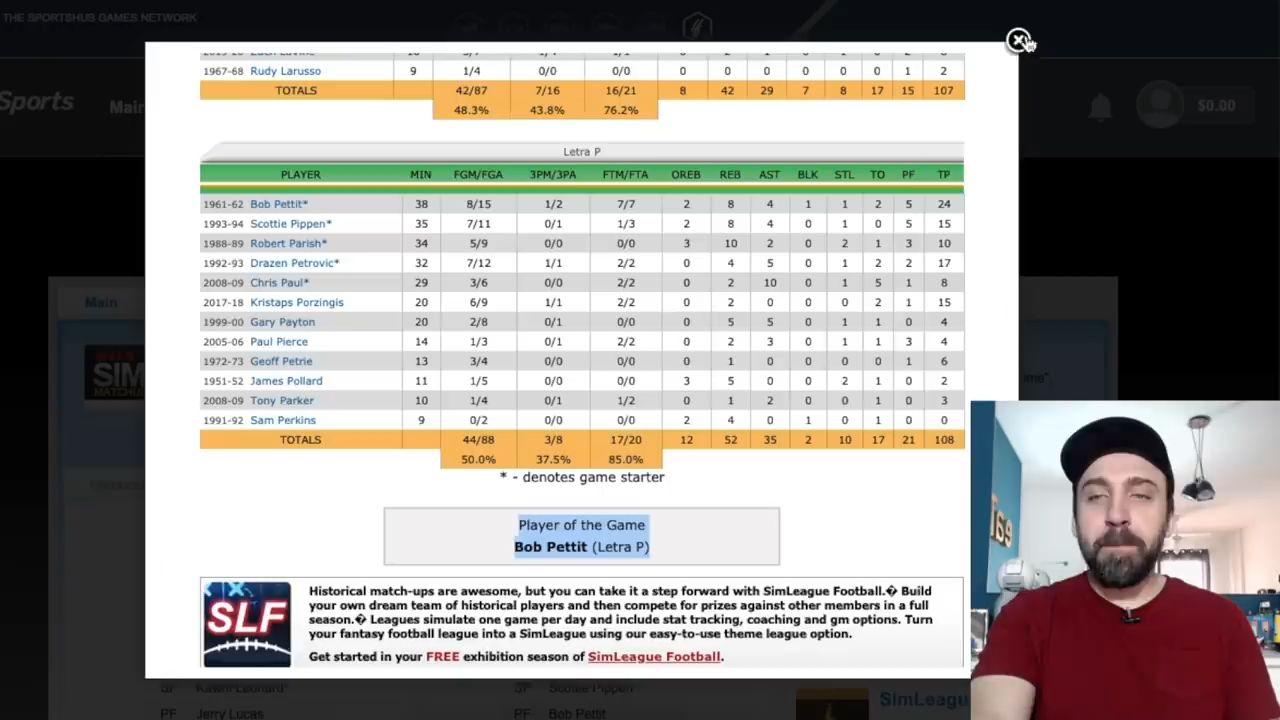 THE SPORTSHUG GAMES NETWORK
Sports
Main
$0.00
1967-68 Rudy Larusso 9 1/4 0/0 0/0 0 0 0 0 0 0 1 2
TOTALS 42/87 7/16 16/21 8 42 29 7 8 17 15 107
48.3% 43.8% 76.2%
Letra P
PLAYER MIN FGM/FGA 3PM/3PA FTM/FTA OREB REB AST BLK STL TO PF TP
1961-62 Bob Pettit* 38 8/15 1/2 7/7 2 8 4 1 1 2 5 24
1993-94 Scottie Pippen* 35 7/11 0/1 1/3 2 8 4 0 1 0 5 15
1988-89 Robert Parish* 34 5/9 0/0 0/0 3 10 2 0 2 1 3 10
1992-93 Drazen Petrovic* 32 7/12 1/1 2/2 0 4 5 0 1 2 2 17
2008-09 Chris Paul* 29 3/6 0/0 2/2 0 2 10 0 1 5 1 8
2017-18 Kristaps Porzingis 20 6/9 1/1 2/2 0 2 0 0 0 2 1 15
1999-00 Gary Payton 20 2/8 0/1 0/0 0 5 5 0 1 1 0 4
2005-06 Paul Pierce 14 1/3 0/1 2/2 0 2 3 0 1 1 3 4
1972-73 Geoff Petrie 13 3/4 0/0 0/0 0 1 0 0 0 0 1 6
1951-52 James Pollard 11 1/5 0/0 0/0 3 5 0 0 2 1 0 2
2008-09 Tony Parker 10 1/4 0/1 1/2 0 1 2 0 0 1 0 3
1991-92 Sam Perkins 9 0/2 0/0 0/0 2 4 0 1 0 1 0 0
TOTALS 44/88 3/8 17/20 12 52 35 2 10 17 21 108
50.0% 37.5% 85.0%
* - denotes game starter
Player of the Game
Bob Pettit (Letra P)
SLF
Historical match-ups are awesome, but you can take it a step forward with SimLeague Football.� Build
your own dream team of historical players and then compete for prizes against other members in a full
season.� Leagues simulate one game per day and include stat tracking, coaching and gm options. Turn
your fantasy football league into a SimLeague using our easy-to-use theme league option.
Get started in your FREE exhibition season of SimLeague Football.
Main
SIM
PF Jerry Lucas PF Bob Pettit
SimLeague